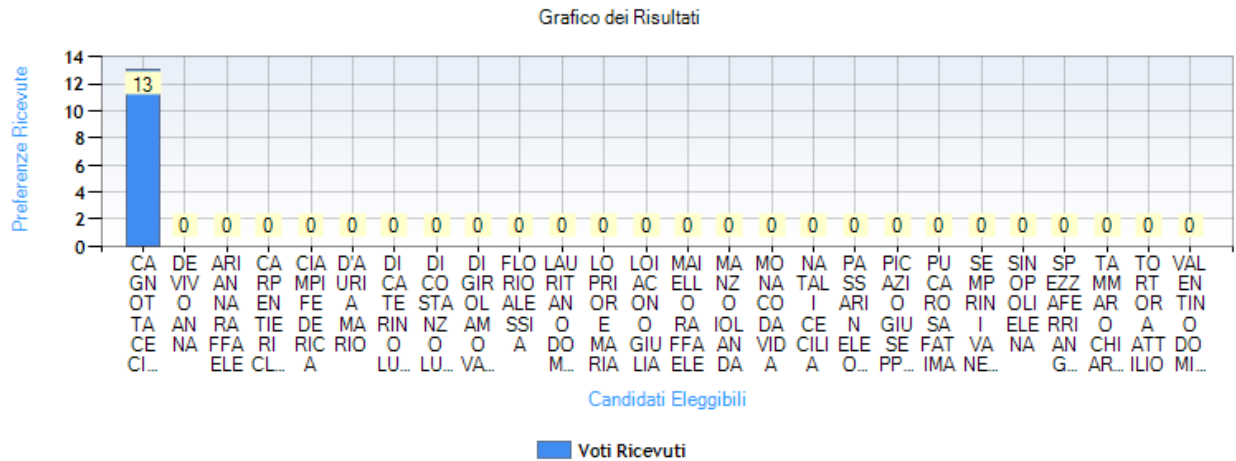 Grafico dei Risultati
Preferenze Ricevute
14
12
10
8
6
4
2
0
13
0 0 0 0 0 0 0 0 0 0 0 0 0 0 0 0 0 0 0 0 0 0 0 0 0
CA
GN
OT
TA
CE
CI...
DE
VIV
O
AN
NA
ARI
AN
NA
RA
FFA
ELE
CA
RP
EN
TIE
RI
CL...
CIA
MPI
FE
DE
RIC
A
D'A
URI
A
MA
RIO
DI
CA
TE
RIN
O
LU...
DI
CO
STA
NZ
O
LU...
DI
GIR
OL
AM
O
VA...
FLO
RIO
ALE
SSI
A
LAU
RIT
AN
O
DO
M...
LO
PRI
OR
E
MA
RIA
LOI
AC
ON
O
GIU
LIA
MAI
ELL
O
RA
FFA
ELE
MA
NZ
O
IOL
AN
DA
MO
NA
CO
DA
VID
A
NA
TAL
I
CE
CILI
A
PA
SS
ARI
N
ELE
O...
PIC
AZI
O
GIU
SE
PP...
PU
CA
RO
SA
FAT
IMA
SE
MP
RIN
I
VA
NE...
SIN
OP
OLI
ELE
NA
SP
EZZ
AFE
RRI
AN
G...
TA
MM
AR
O
CHI
AR...
TO
RT
OR
A
ATT
ILIO
VAL
EN
TIN
O
DO
MI...
Candidati Eleggibili
Voti Ricevuti